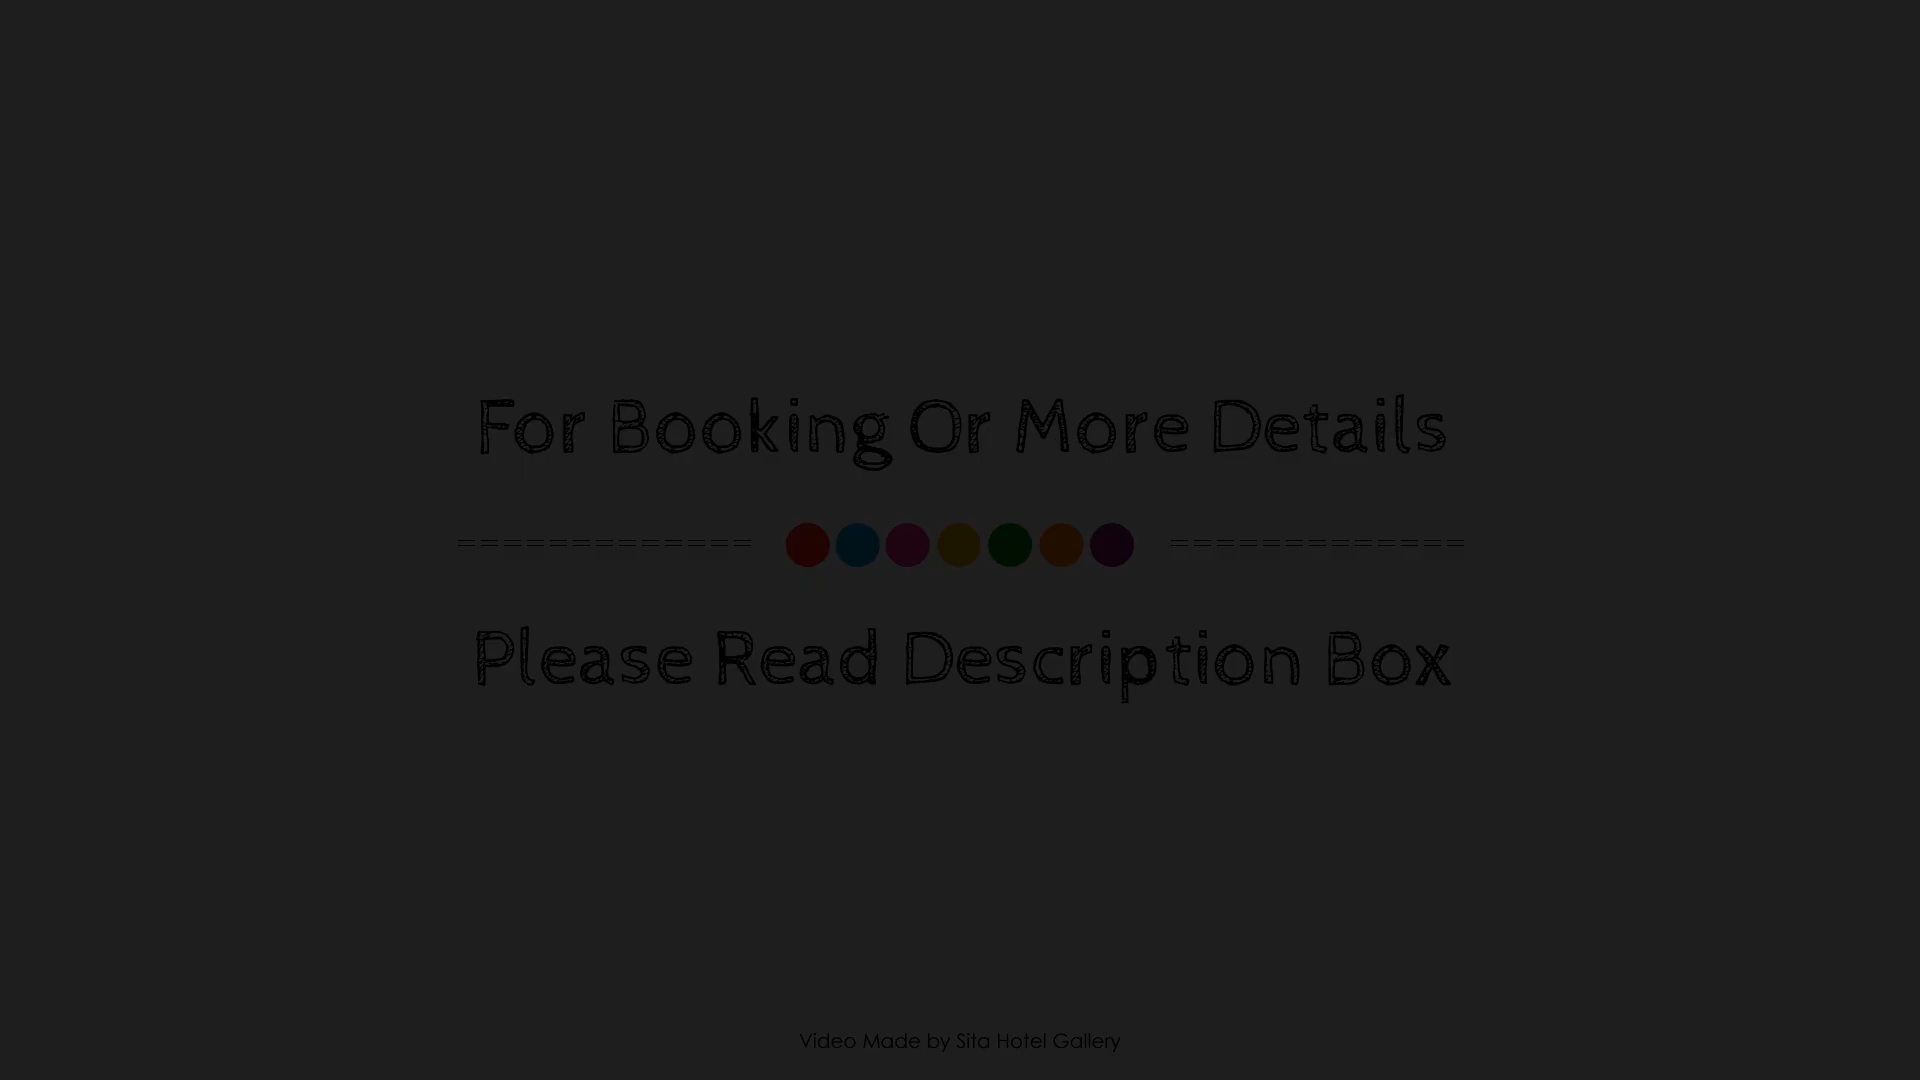 For Booking Or More Details
============= =============
Please Read Description Box
Video Made by Sita Hotel Gallery